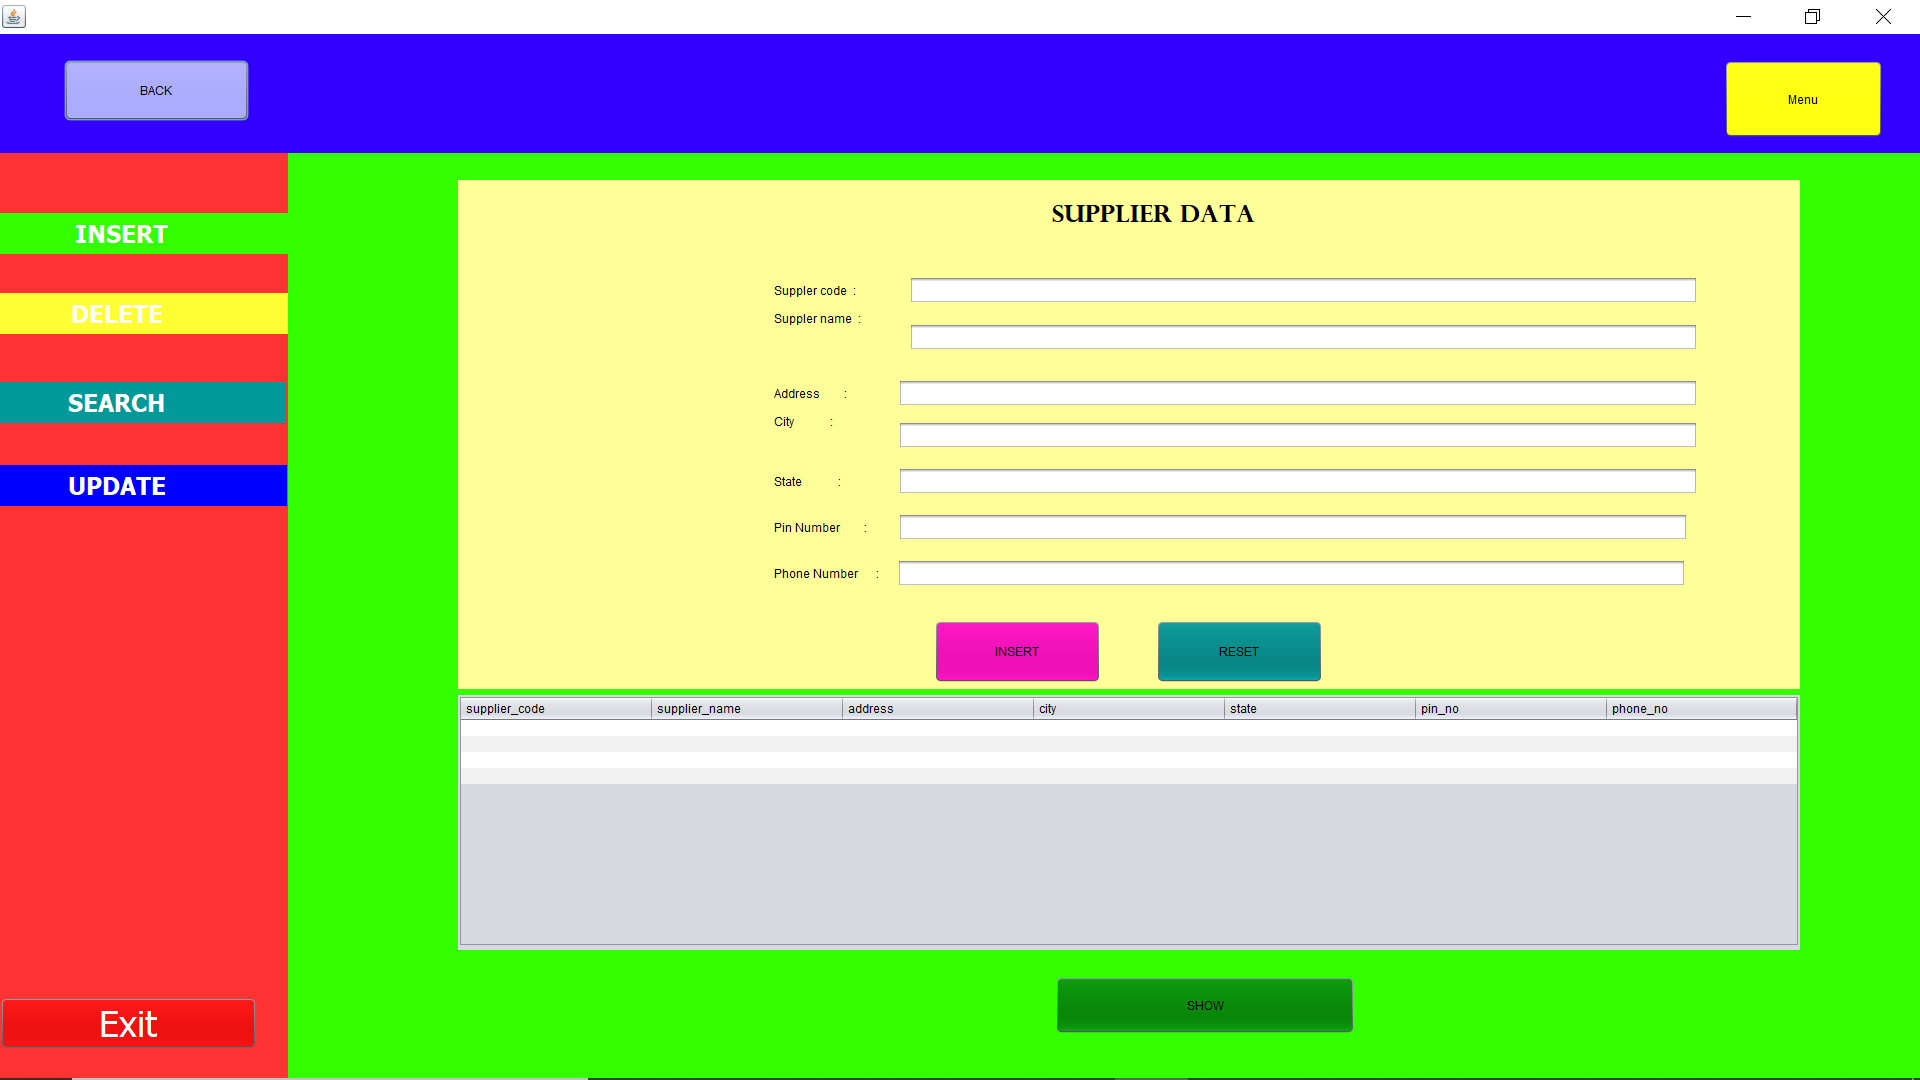 BACK
Menu
INSERT
DELETE
SEARCH
UPDATE
Exit
SUPPLIER DATA
Suppler code :
Suppler name :
Address :
City :
State :
Pin Number :
Phone Number :
INSERT RESET
supplier_code supplier_name address city state pin_no phone_no
SHOW